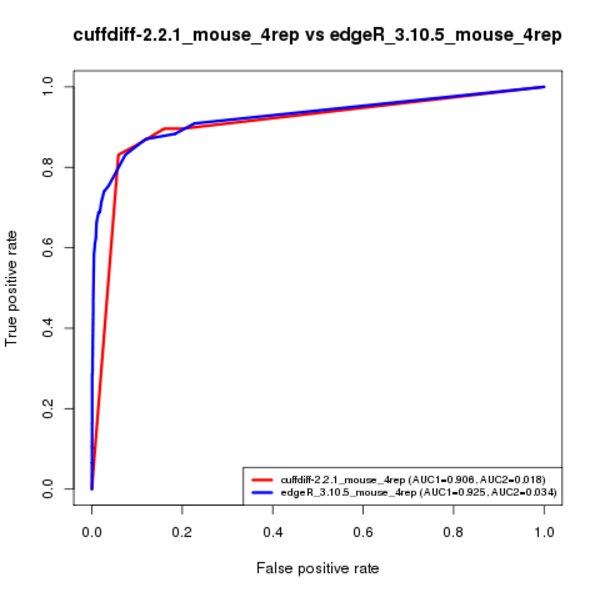 cuffdiff-2.2.1_mouse_4rep vs edgeR_3.10.5_mouse_4rep
True positive rate
1.0
0.8
0.6
0.4
0.2
0.0
cuffdiff-2.2.1_mouse_4rep (AUC1=0.906, AUC2=0.018)
edgeR_3.10.5_mouse_4rep (AUC1=0.925, AUC2=0.034)
0.0 0.2 0.4 0.6 0.8 1.0
False positive rate